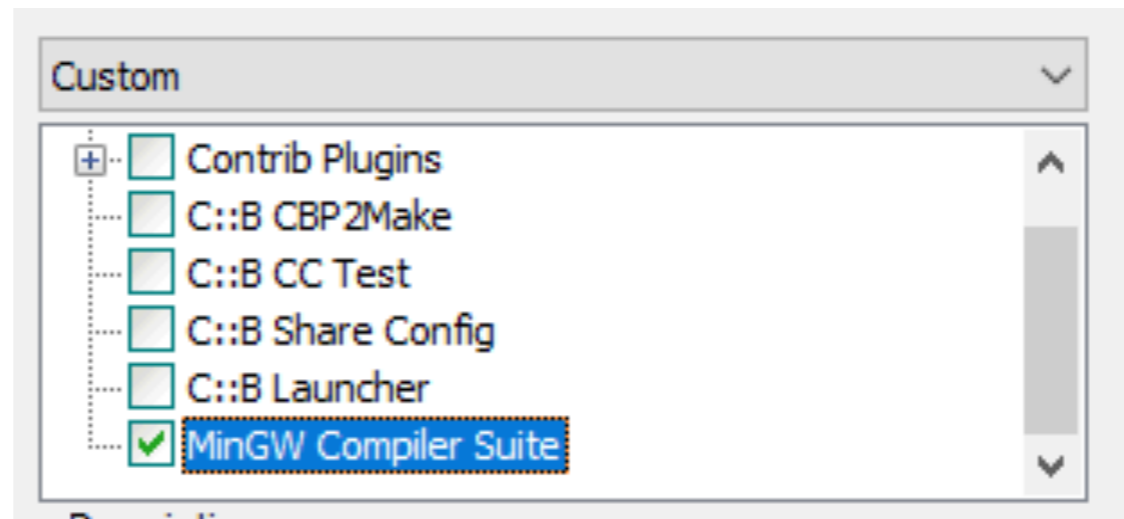 Custom
Contrib Plugins
C::B CBP2Make
C::B CC Test
C::B Share Config
C::B Launcher
MinGW Compiler Suite